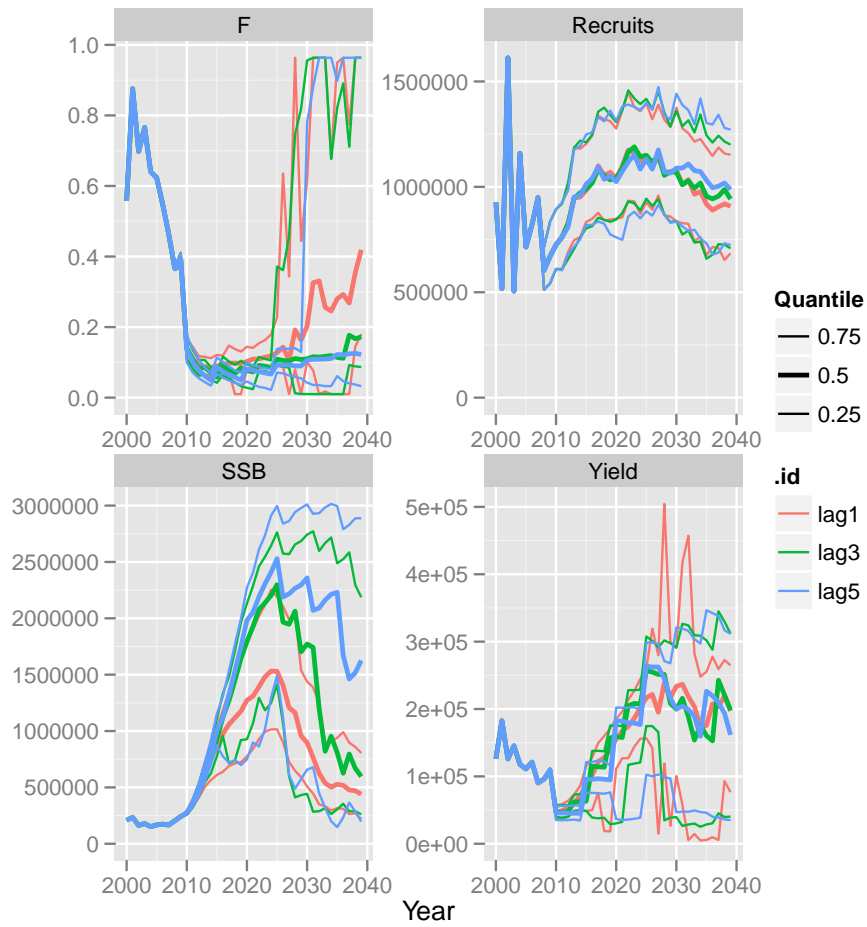 F
Recruits
1.0
0.8
0.6
0.4
0.2
0.0
1500000
1000000
500000
0
2000 2010 2020 2030 2040
2000 2010 2020 2030 2040
SSB
Yield
3000000
2500000
2000000
1500000
1000000
500000
0
5e+05
4e+05
3e+05
2e+05
1e+05
0e+00
2000 2010 2020 2030 2040
2000 2010 2020 2030 2040
Year
Quantile
0.75
0.5
0.25
.id
lag1
lag3
lag5